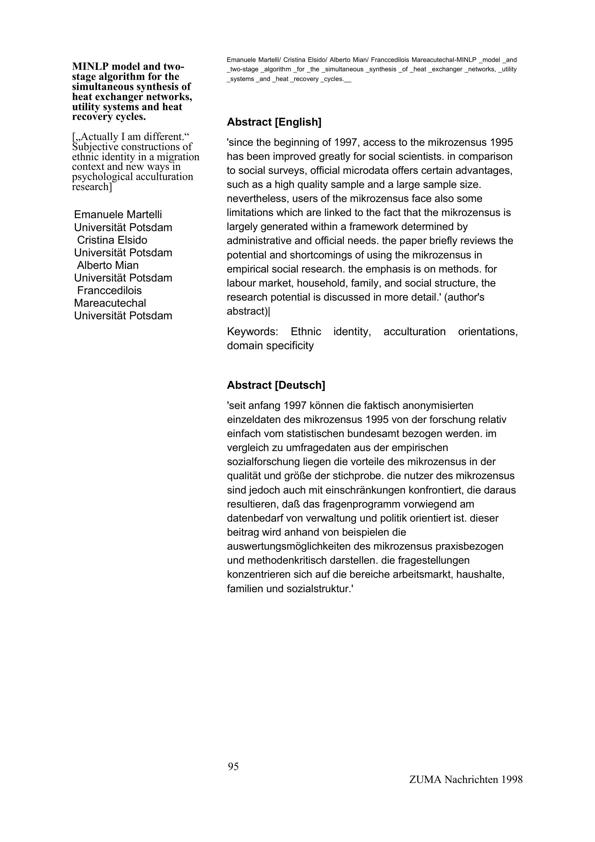 MINLP model and two-
stage algorithm for the
simultaneous synthesis of
heat exchanger networks,
utility systems and heat
recovery cycles.
[„Actually I am different.“
Subjective constructions of
ethnic identity in a migration
context and new ways in
psychological acculturation
research]
Emanuele Martelli
Universität Potsdam
Cristina Elsido
Universität Potsdam
Alberto Mian
Universität Potsdam
Franccedilois
Mareacutechal
Universität Potsdam
Emanuele Martelli/ Cristina Elsido/ Alberto Mian/ Franccedilois Mareacutechal-MINLP _model _and
_two-stage _algorithm _for _the _simultaneous _synthesis _of _heat _exchanger _networks, _utility
_systems _and _heat _recovery _cycles.__
Abstract [English]
'since the beginning of 1997, access to the mikrozensus 1995
has been improved greatly for social scientists. in comparison
to social surveys, official microdata offers certain advantages,
such as a high quality sample and a large sample size.
nevertheless, users of the mikrozensus face also some
limitations which are linked to the fact that the mikrozensus is
largely generated within a framework determined by
administrative and official needs. the paper briefly reviews the
potential and shortcomings of using the mikrozensus in
empirical social research. the emphasis is on methods. for
labour market, household, family, and social structure, the
research potential is discussed in more detail.' (author's
abstract)|
Keywords: Ethnic identity, acculturation orientations,
domain specificity
Abstract [Deutsch]
'seit anfang 1997 können die faktisch anonymisierten
einzeldaten des mikrozensus 1995 von der forschung relativ
einfach vom statistischen bundesamt bezogen werden. im
vergleich zu umfragedaten aus der empirischen
sozialforschung liegen die vorteile des mikrozensus in der
qualität und größe der stichprobe. die nutzer des mikrozensus
sind jedoch auch mit einschränkungen konfrontiert, die daraus
resultieren, daß das fragenprogramm vorwiegend am
datenbedarf von verwaltung und politik orientiert ist. dieser
beitrag wird anhand von beispielen die
auswertungsmöglichkeiten des mikrozensus praxisbezogen
und methodenkritisch darstellen. die fragestellungen
konzentrieren sich auf die bereiche arbeitsmarkt, haushalte,
familien und sozialstruktur.'
95
ZUMA Nachrichten 1998